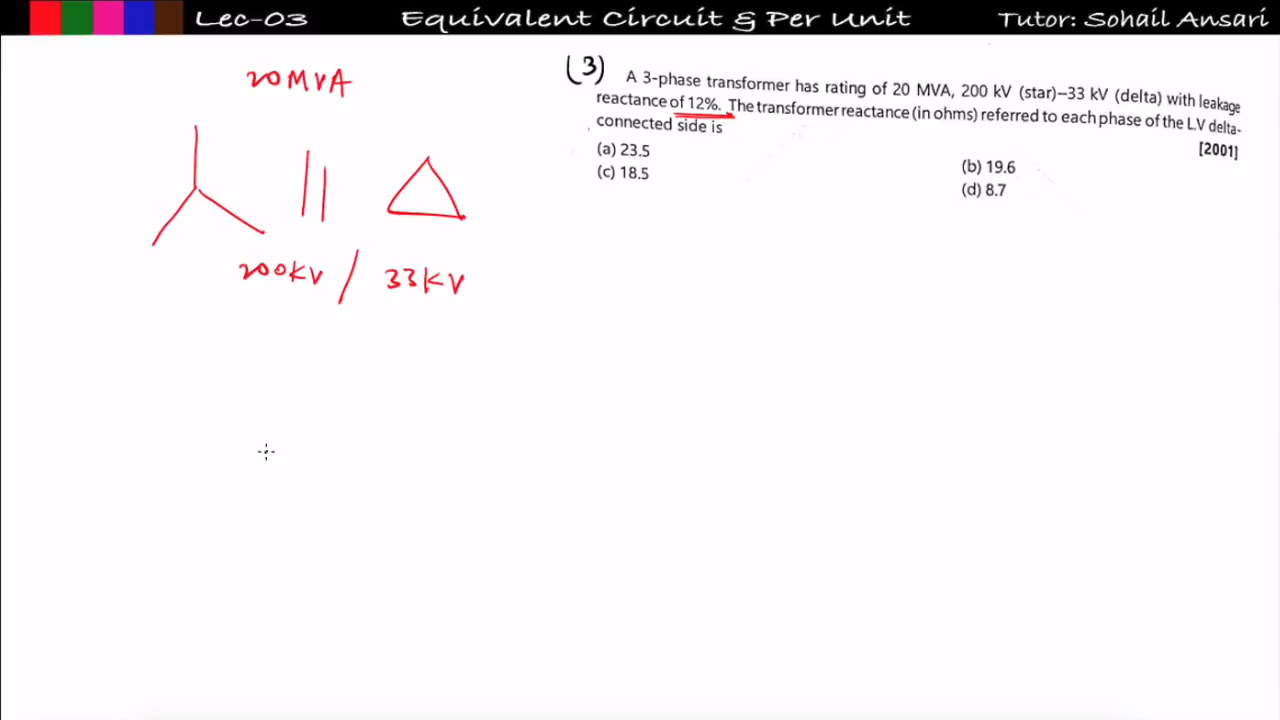 Lec-03 Equivalent Circuit & Per Unit Tutor: Sohail Ansari
20 MVA
200KV / 33KV
(3) A 3-phase transformer has rating of 20 MVA, 200 kV (star)–33 kV (delta) with leakage
reactance of 12%. The transformer reactance (in ohms) referred to each phase of the L.V delta-
connected side is
[2001]
(a) 23.5 (b) 19.6
(c) 18.5 (d) 8.7